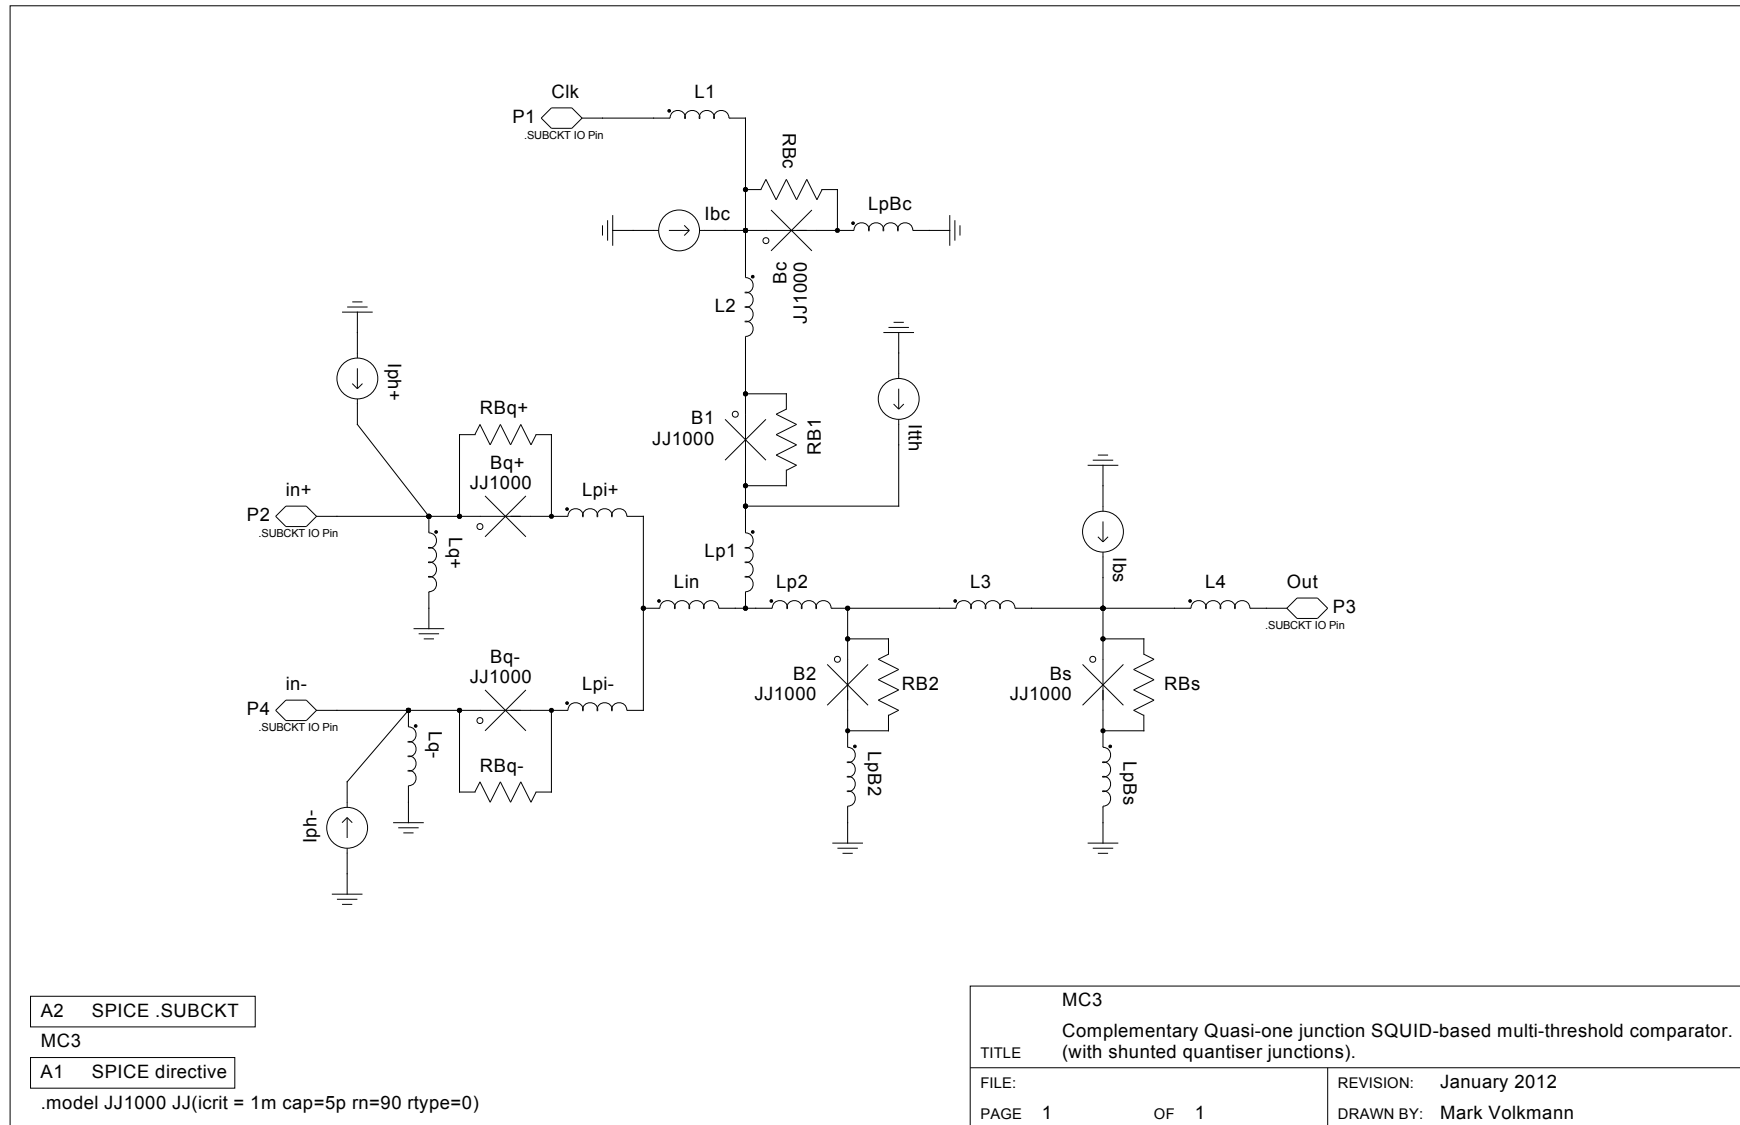 Clk
L1
P1
.SUBCKT IO Pin
RBc
LpBc
Ibc
Bc
JJ1000
L2
Iph+
RBq+
B1
JJ1000
RB1
Itth
Bq+
JJ1000
Lpi+
in+
P2
.SUBCKT IO Pin
Lq+
Lp1
Ibs
Lin
Lp2
L3
L4
Out
P3
.SUBCKT IO Pin
Bq-
JJ1000
Lpi-
B2
JJ1000
RB2
Bs
JJ1000
RBs
in-
P4
.SUBCKT IO Pin
Lq-
RBq-
LpB2
LpBs
Iph-
A2 SPICE .SUBCKT
MC3
A1 SPICE directive
.model JJ1000 JJ(icrit = 1m cap=5p rn=90 rtype=0)
MC3
Complementary Quasi-one junction SQUID-based multi-threshold comparator.
TITLE (with shunted quantiser junctions).
FILE: REVISION: January 2012
PAGE 1 OF 1 DRAWN BY: Mark Volkmann